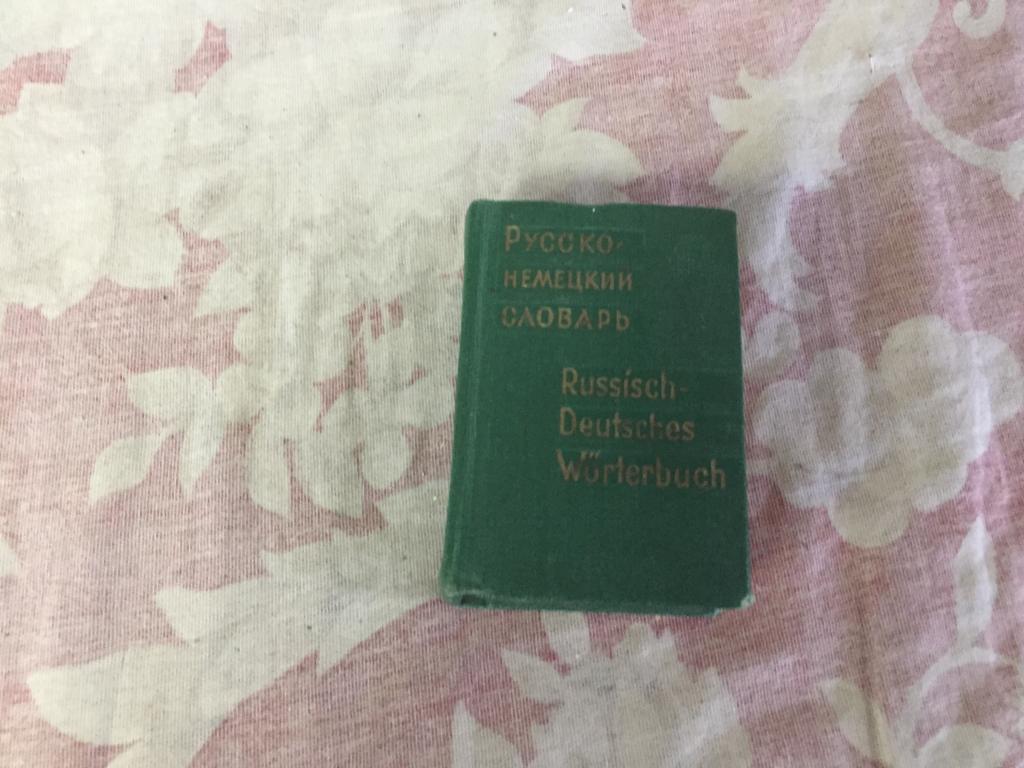 Русско-
немецкий
словарь
Russisch-
Deutsches
Wörterbuch